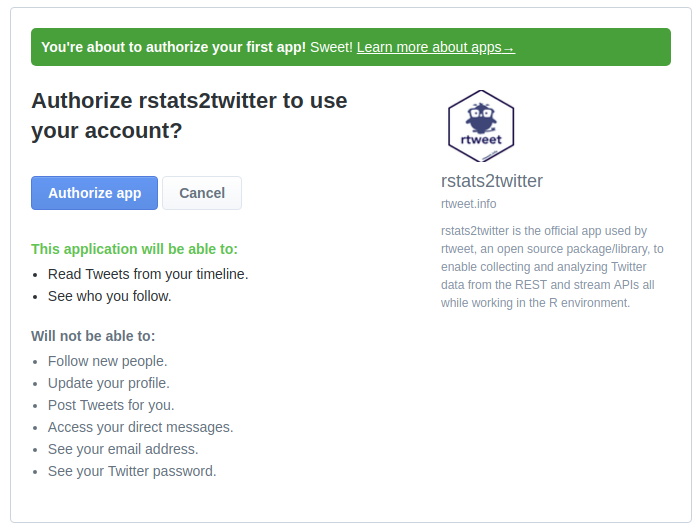 You're about to authorize your first app! Sweet! Learn more about apps→
Authorize rstats2twitter to use
your account?
Authorize app
Cancel
This application will be able to:
• Read Tweets from your timeline.
• See who you follow.
Will not be able to:
• Follow new people.
• Update your profile.
• Post Tweets for you.
• Access your direct messages.
• See your email address.
• See your Twitter password.
rtweet
rstats2twitter
rtweet.info
rstats2twitter is the official app used by
rtweet, an open source package/library, to
enable collecting and analyzing Twitter
data from the REST and stream APIs all
while working in the R environment.